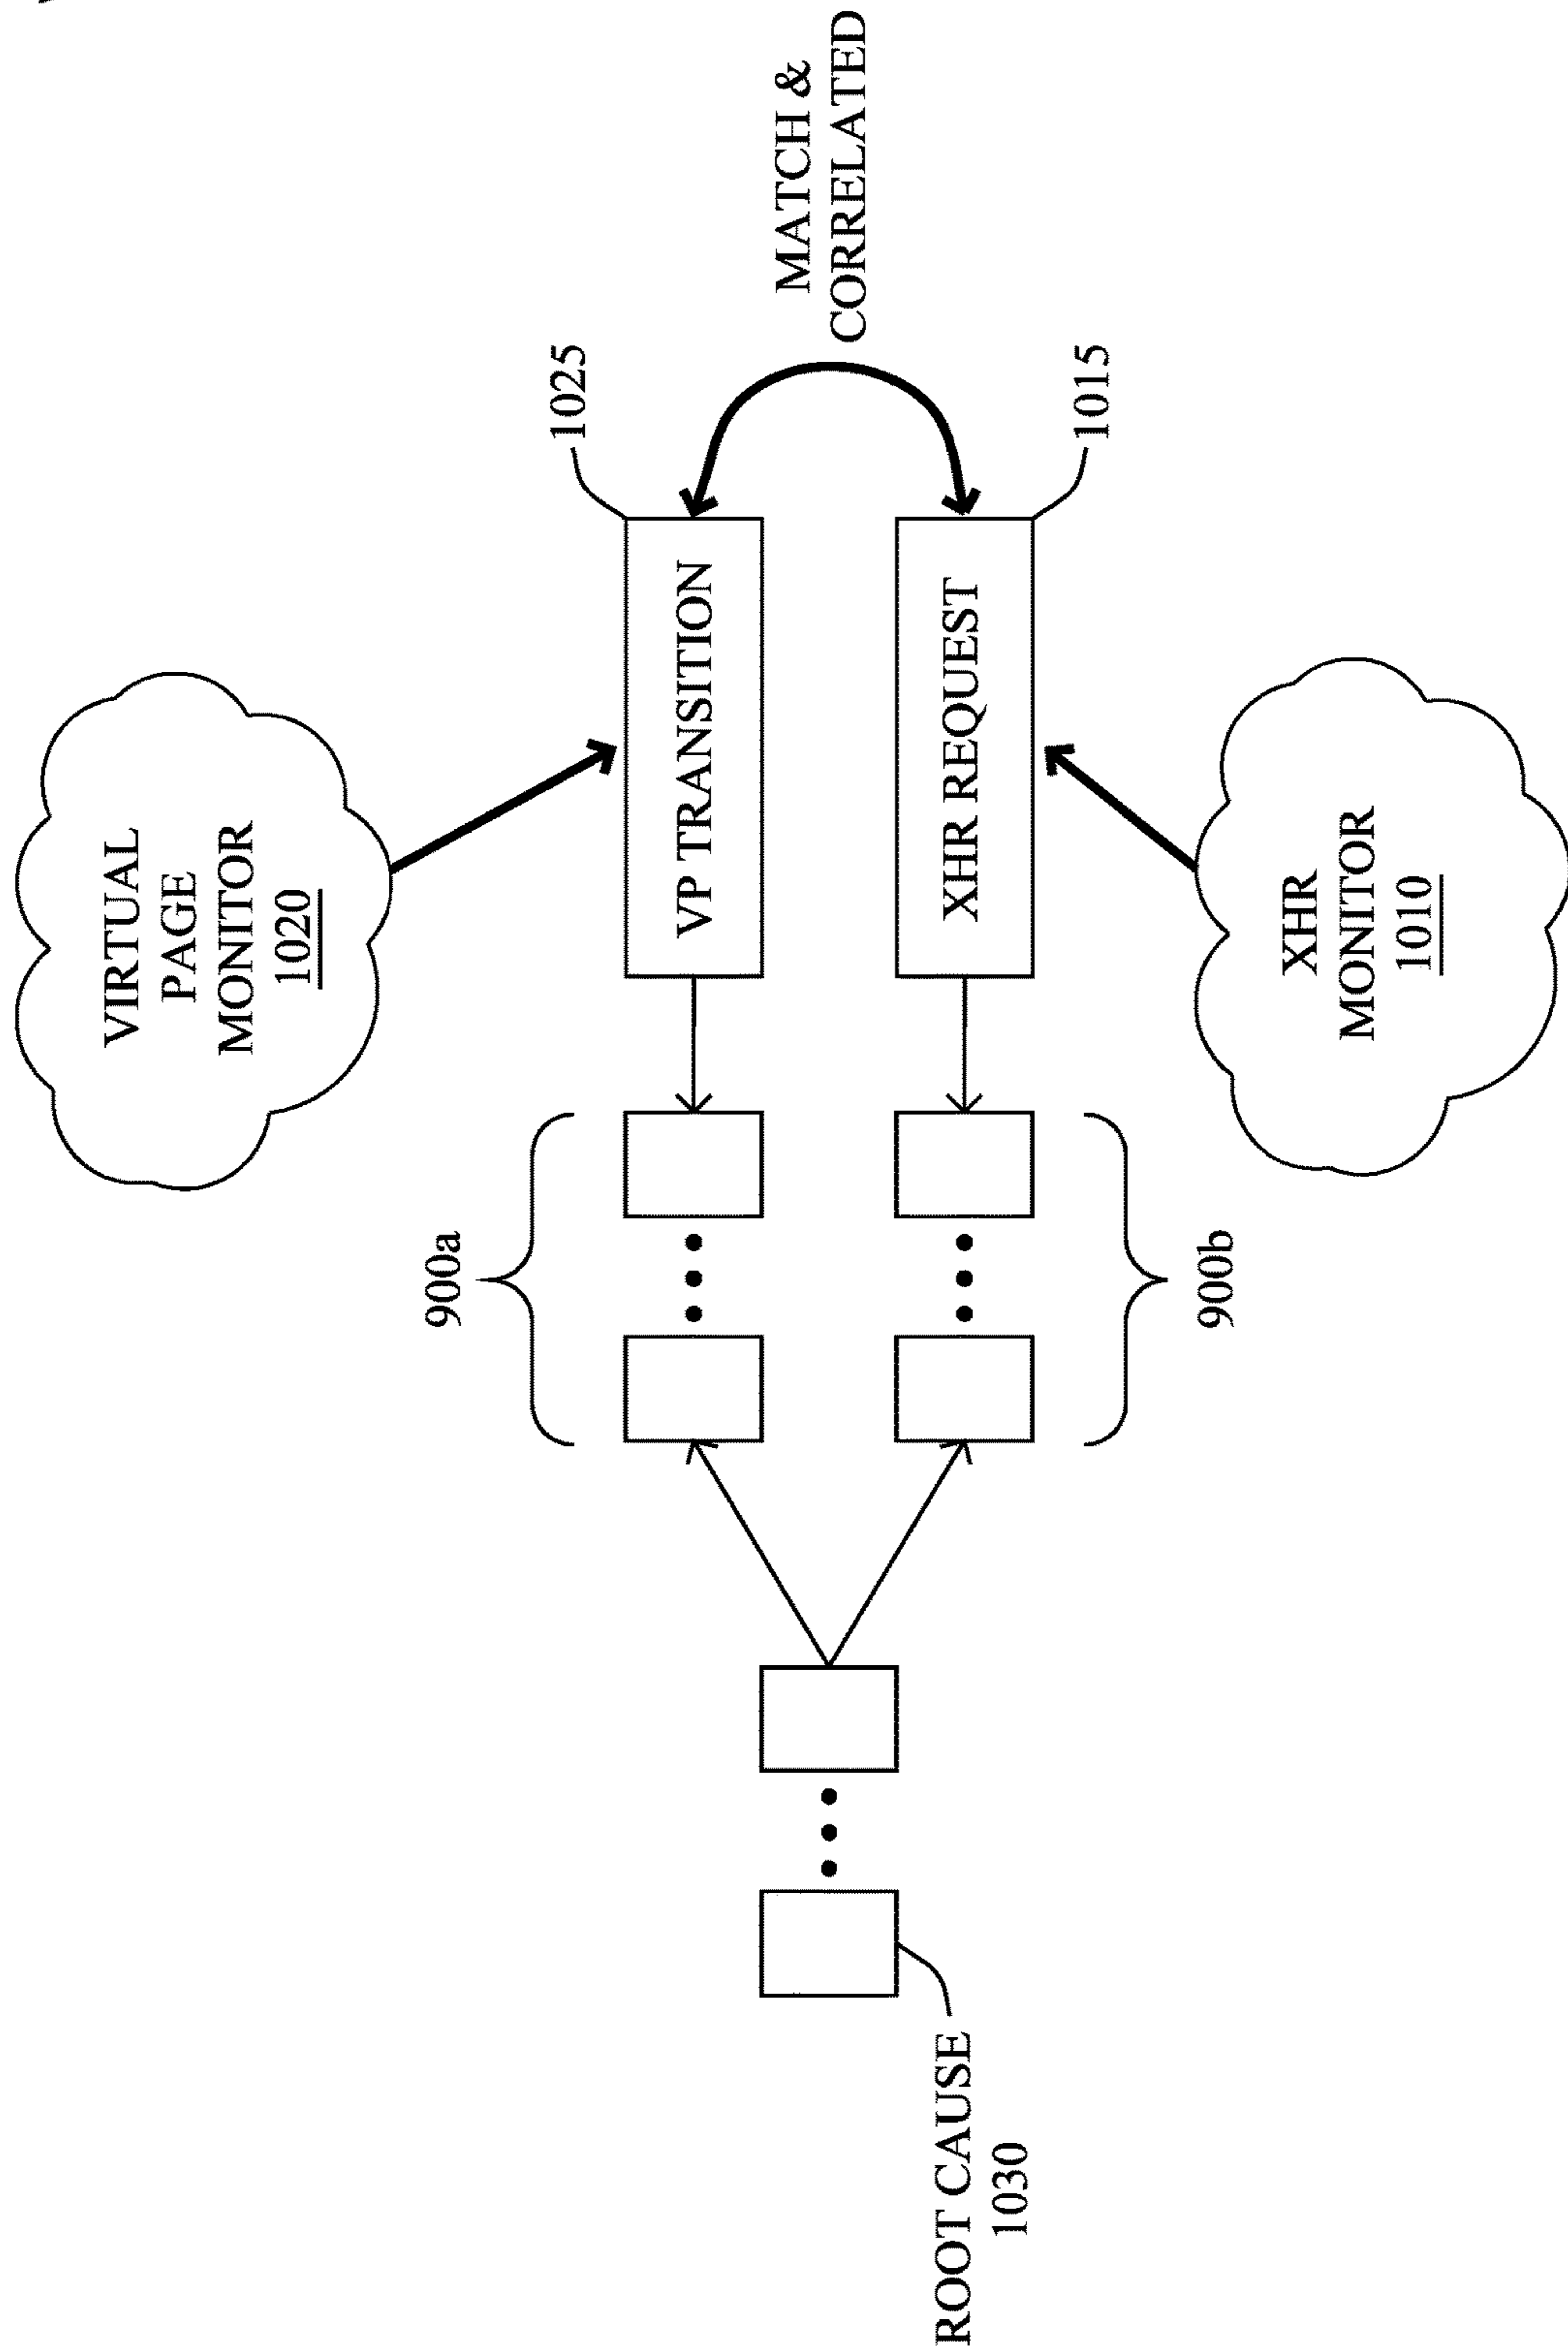 VIRTUAL
PAGE
MONITOR
1020
900a
1025
VP TRANSITION
MATCH &
CORRELATED
ROOT CAUSE
1030
XHR REQUEST
1015
900b
XHR
MONITOR
1010